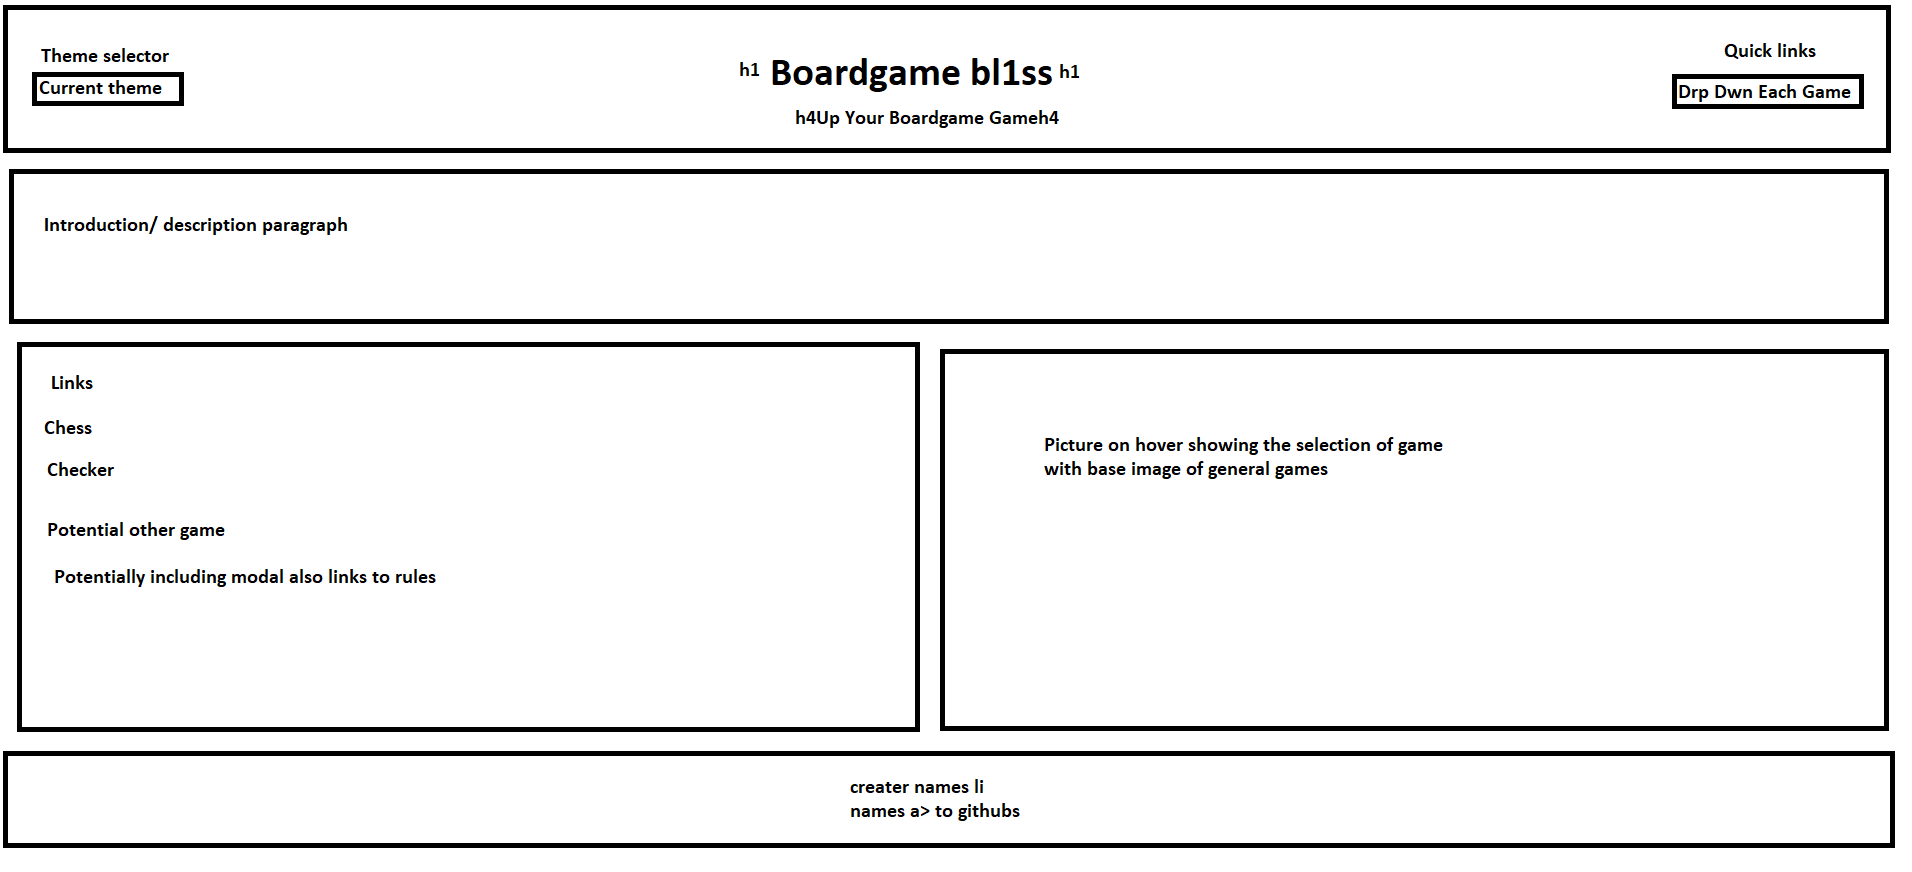 Theme selector
Current theme
h1 Boardgame bl1ss h1
h4Up Your Boardgame Gameh4
Quick links
Drp Dwn Each Game
Introduction/ description paragraph
Links
Chess
Checker
Potential other game
Potentially including modal also links to rules
Picture on hover showing the selection of game
with base image of general games
creater names li
names a> to githubs